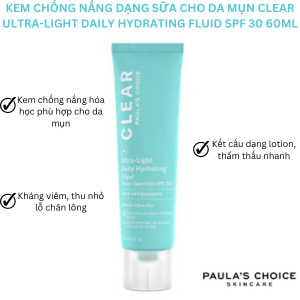 KEM CHỐNG NẮNG DẠNG SỮA CHO DA MỤN CLEAR
ULTRA-LIGHT DAILY HYDRATING FLUID SPF 30 60ML
Kem chống nắng hóa
học phù hợp cho da
mụn
Kháng viêm, thu nhỏ
lỗ chân lông
CLEAR
PAULA'S CHOICE
Ultra-Light
Daily Hydrating
Fluid
Kết cấu dạng lotion,
thấm thấu nhanh
PAULA'S CHOICE
SKINCARE